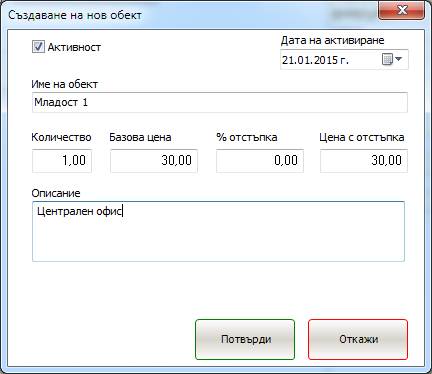 Създаване на нов обект
Активност
Дата на активиране
21.01.2015 г.
Име на обект
Младост 1
Количество Базова цена % отстъпка Цена с отстъпка
1,00 30,00 0,00 30,00
Описание
Централен офис
Потвърди Откажи